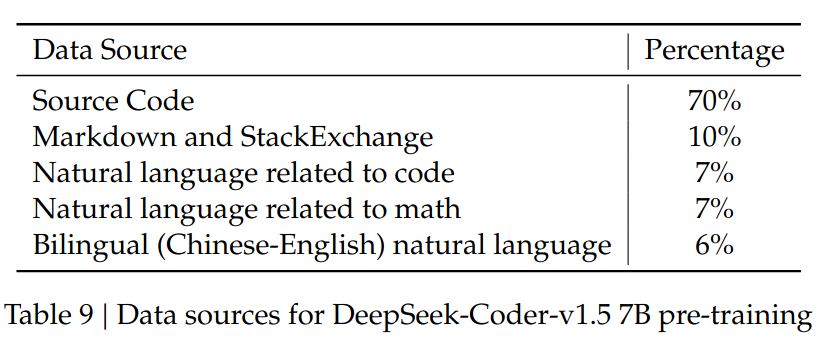 Data Source Percentage
Source Code 70%
Markdown and StackExchange 10%
Natural language related to code 7%
Natural language related to math 7%
Bilingual (Chinese-English) natural language 6%
Table 9 | Data sources for DeepSeek-Coder-v1.5 7B pre-training